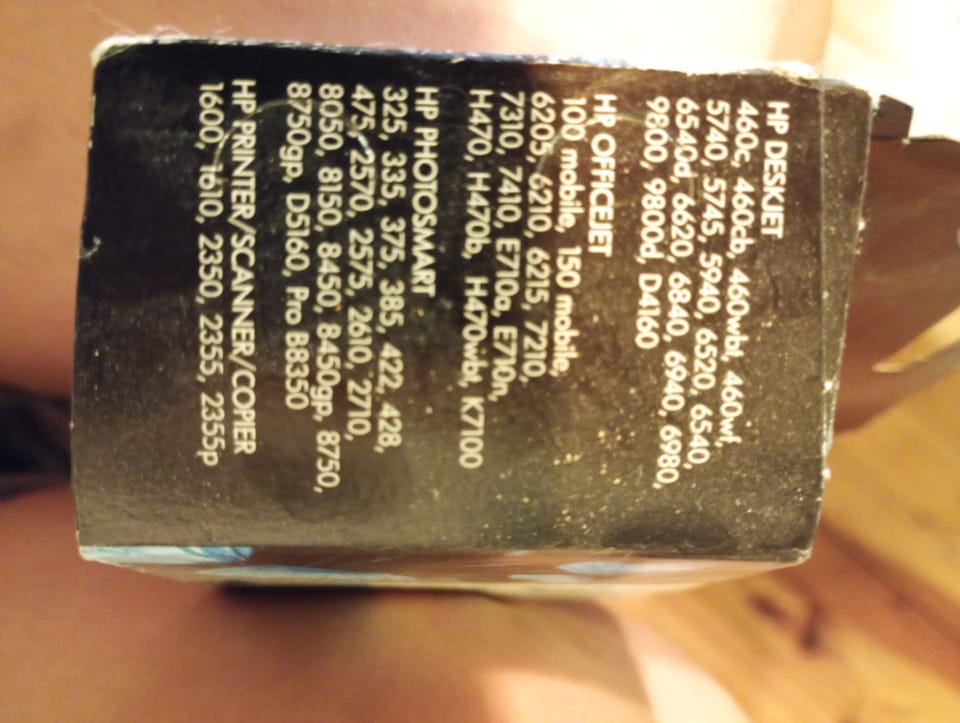 HP DESKJET
460c, 460cb, 460wbt, 460wf,
5740, 5745, 5940, 6520, 6540,
6540d, 6620, 6840, 6940, 6980,
9800, 9800d, D4160
HP OFFICEJET
100 mobile, 150 mobile,
6205, 6210, 6215, 7210,
7310, 7410, E710a, E710n,
H470, H470b, H470wbt, K7100
HP PHOTOSMART
325, 335, 375, 385, 422, 428,
475, 2570, 2575, 2610, 2710,
8050, 8150, 8450, 8450gp, 8750,
8750gp, D5160, Pro B8350
HP PRINTER/SCANNER/COPIER
1600, 1610, 2350, 2355, 2355p